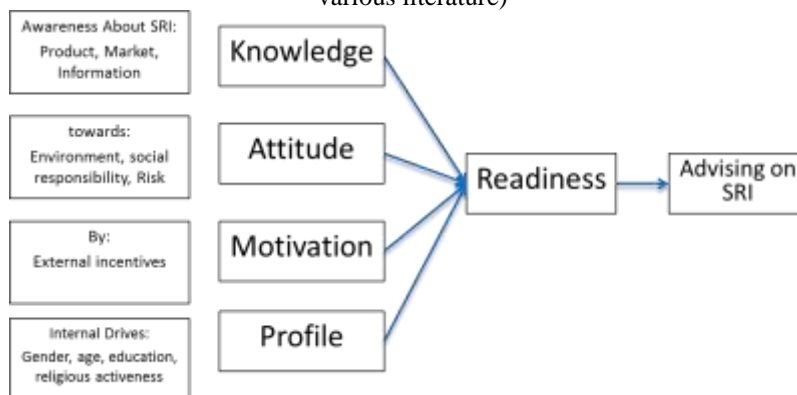 various literature)
Awareness About SRI:
Product, Market,
Information
Knowledge
towards:
Environment, social
responsibility, Risk
Attitude
Readiness
Advising on
SRI
By:
External incentives
Motivation
Internal Drives:
Gender, age, education,
religious activeness
Profile